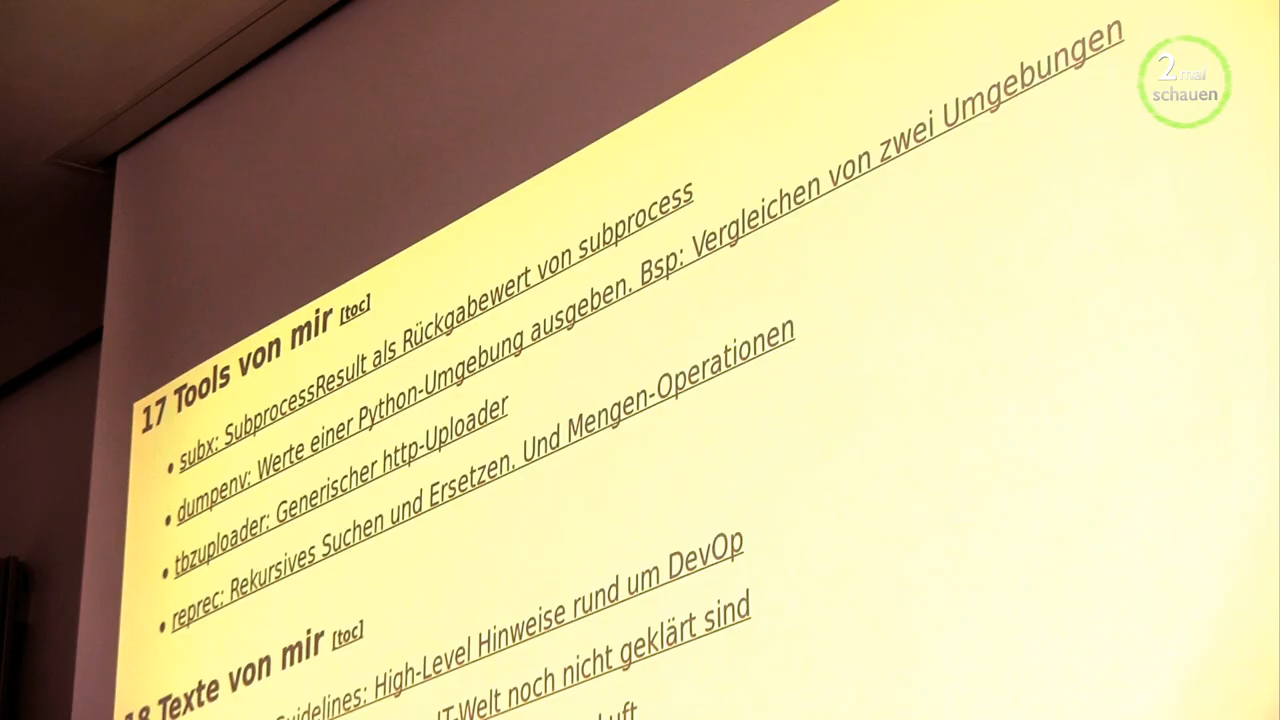 2.mal
schauen
17 Tools von mir [toc]
• subx: SubprocessResult als Rückgabewert von subprocess
• dumpenv: Werte einer Python-Umgebung ausgeben. Bsp: Vergleichen von zwei Umgebungen
• tbzuploader: Generischer http-Uploader
• reprec: Rekursives Suchen und Ersetzen. Und Mengen-Operationen
18 Texte von mir [toc]
Guidelines: High-Level Hinweise rund um DevOp
IT-Welt noch nicht geklärt sind